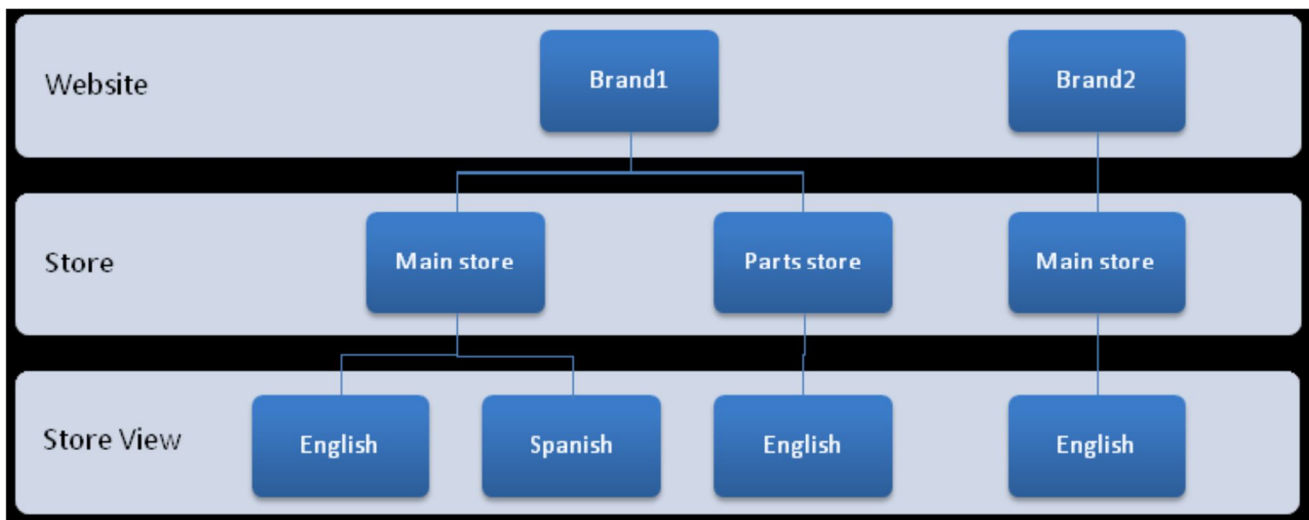 Website
Brand1
Brand2
Store
Main store
Parts store
Main store
Store View
English
Spanish
English
English